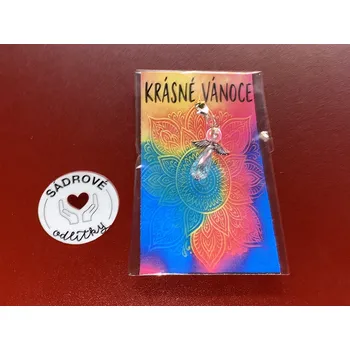 KRÁSNÉ VÁNOCE
SÁDROVÉ
odlitky